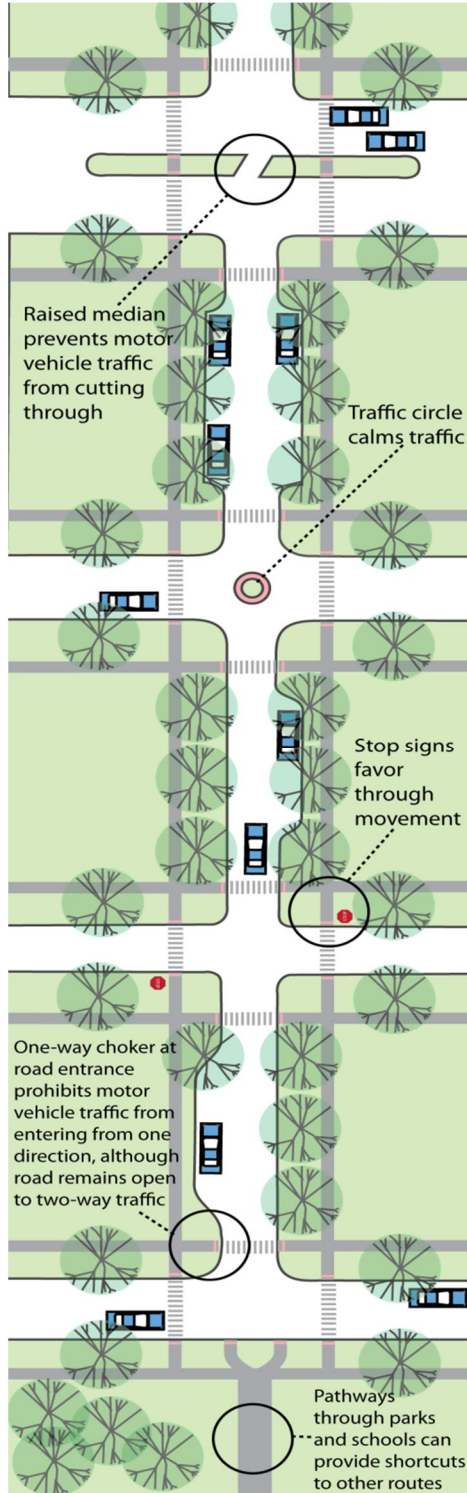 Raised median
prevents motor
vehicle traffic
from cutting
through
Traffic circle
calms traffic
Stop signs
favor
through
movement
One-way choker at
road entrance
prohibits motor
vehicle traffic from
entering from one
direction, although
road remains open
to two-way traffic
Pathways
through parks
and schools can
provide shortcuts
to other routes